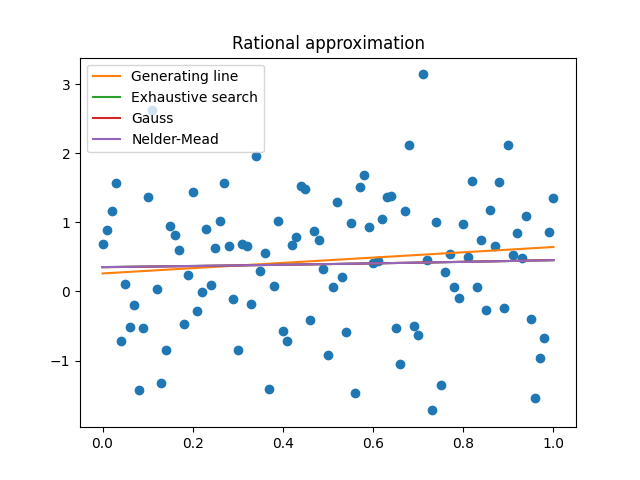 Rational approximation
Generating line
Exhaustive search
Gauss
Nelder-Mead
3
2
1
0
−1
0.0 0.2 0.4 0.6 0.8 1.0